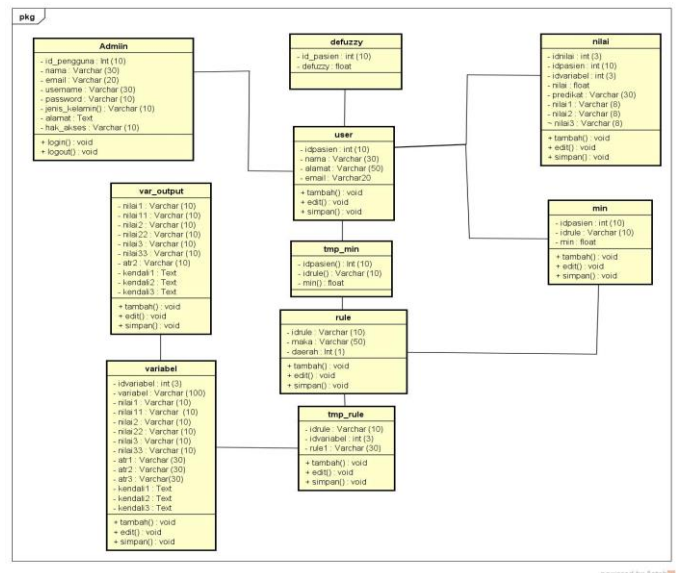 pkg
Admiin
- id_pengguna : Int (10)
- nama : Varchar (30)
- email : Varchar (20)
- username : Varchar (30)
- password : Varchar (10)
- jenis_kelamin() : Varchar (10)
- alamat : Text
- hak_akses : Varchar (10)
+ login() : void
+ logout() : void
defuzzy
- id_pasien : int (10)
- defuzzy : float
nilai
- idnilai : int (3)
- idpasien : int (10)
- idvariabel : int (3)
- nilai : float
- predikat : Varchar (30)
- nilai1 : Varchar (8)
- nilai2 : Varchar (8)
~ nilai3 : Varchar (8)
+ tambah() : void
+ edit() : void
+ simpan() : void
user
- idpasien : int (10)
- nama : Varchar (30)
- alamat : Varchar (50)
- email : Varchar20
+ tambah() : void
+ edit() : void
+ simpan() : void
var_output
- nilai1 : Varchar (10)
- nilai11 : Varchar (10)
- nilai2 : Varchar (10)
- nilai22 : Varchar (10)
- nilai3 : Varchar (10)
- nilai33 : Varchar (10)
- atr2 : Varchar (10)
- kendali1 : Text
- kendali2 : Text
- kendali3 : Text
+ tambah() : void
+ edit() : void
+ simpan() : void
min
- idpasien : int (10)
- idrule : Varchar (10)
- min : float
+ tambah() : void
+ edit() : void
+ simpan() : void
tmp_min
- idpasien() : Int (10)
- idrule() : Varchar (10)
- min() : float
rule
- idrule : Varchar (10)
- maka : Varchar (50)
- daerah : Int (1)
+ tambah() : void
+ edit() : void
+ simpan() : void
variabel
- idvariabel : int (3)
- variabel : Varchar (100)
- nilai1 : Varchar (10)
- nilai11 : Varchar (10)
- nilai2 : Varchar (10)
- nilai22 : Varchar (10)
- nilai3 : Varchar (10)
- nilai33 : Varchar (10)
- atr1 : Varchar (30)
- atr2 : Varchar (30)
- atr3 : Varchar(30)
- kendali1 : Text
- kendali2 : Text
- kendali3 : Text
+ tambah() : void
+ edit() : void
+ simpan() : void
tmp_rule
- idrule : Varchar (10)
- idvariabel : int (3)
- rule1 : Varchar (30)
+ tambah() : void
+ edit() : void
+ simpan() : void